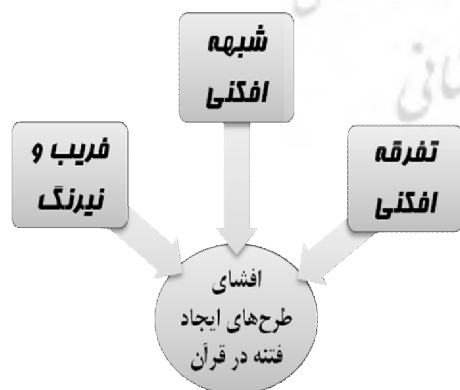 شبهه
افکنی
تفرقه
افکنی
فریب و
نیرنگ
افشای
طرح‌های ایجاد
فتنه در قرآن